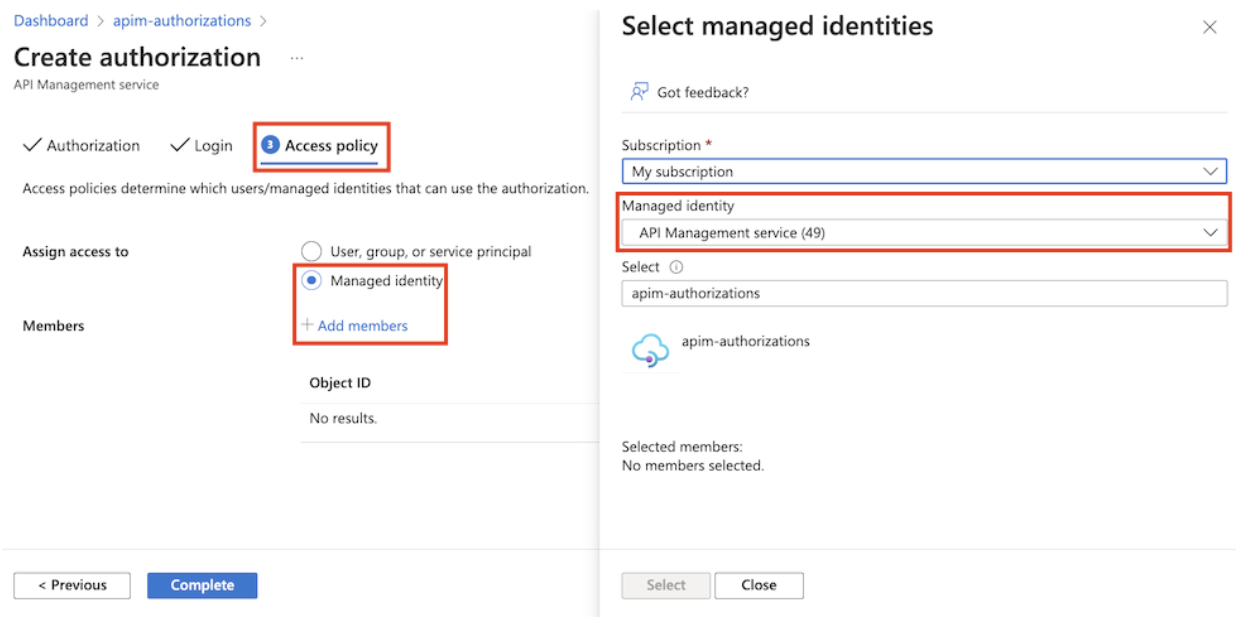 Dashboard > apim-authorizations >
Create authorization ...
API Management service
Authorization Login 3 Access policy
Access policies determine which users/managed identities that can use the authorization.
Assign access to
User, group, or service principal
Managed identity
Members
+ Add members
Object ID
No results.
< Previous Complete
Select managed identities
Got feedback?
Subscription *
My subscription
Managed identity
API Management service (49)
Select
apim-authorizations
apim-authorizations
Selected members:
No members selected.
Select Close